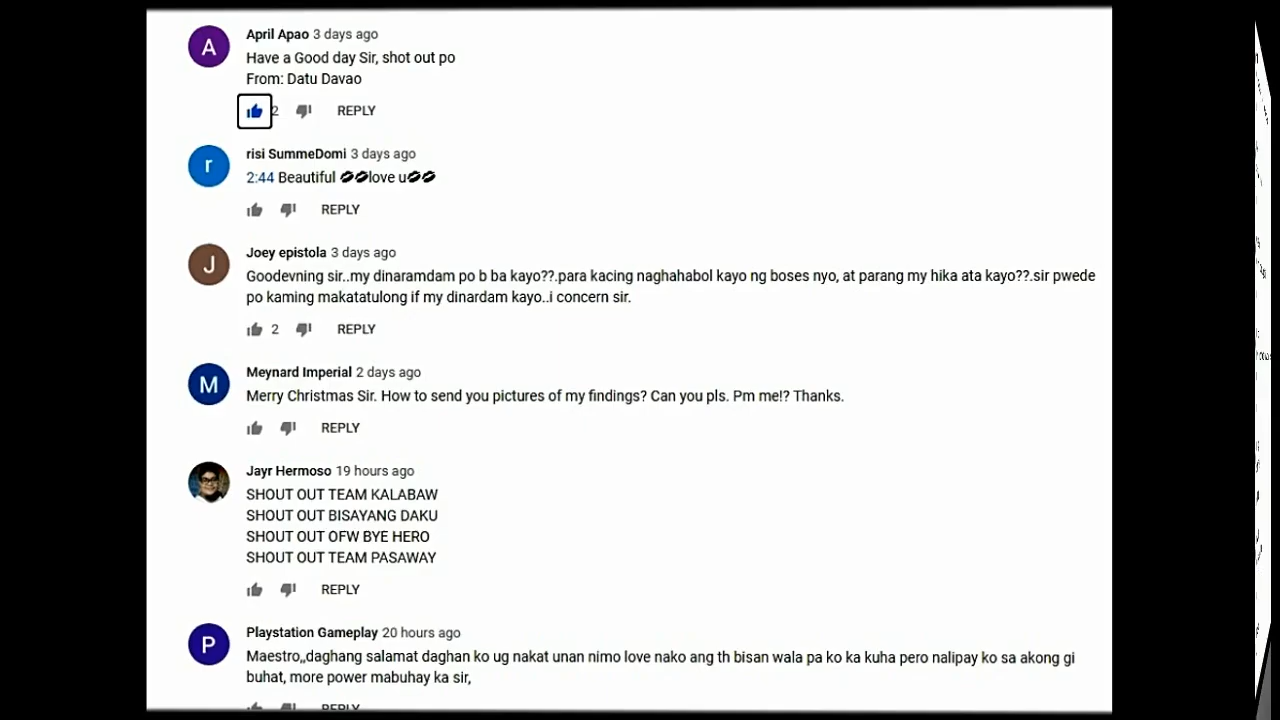 A
April Apao 3 days ago
Have a Good day Sir, shot out po
From: Datu Davao
2 REPLY
r
risi SummeDomi 3 days ago
2:44 Beautiful 💋💋love u💋💋
REPLY
J
Joey epistola 3 days ago
Goodevning sir..my dinaramdam po b ba kayo??.para kacing naghahabol kayo ng boses nyo, at parang my hika ata kayo??.sir pwede
po kaming makatatulong if my dinardam kayo..i concern sir.
2 REPLY
M
Meynard Imperial 2 days ago
Merry Christmas Sir. How to send you pictures of my findings? Can you pls. Pm me!? Thanks.
REPLY
Jayr Hermoso 19 hours ago
SHOUT OUT TEAM KALABAW
SHOUT OUT BISAYANG DAKU
SHOUT OUT OFW BYE HERO
SHOUT OUT TEAM PASAWAY
REPLY
P
Playstation Gameplay 20 hours ago
Maestro,,daghang salamat daghan ko ug nakat unan nimo love nako ang th bisan wala pa ko ka kuha pero nalipay ko sa akong gi
buhat, more power mabuhay ka sir,
REPLY